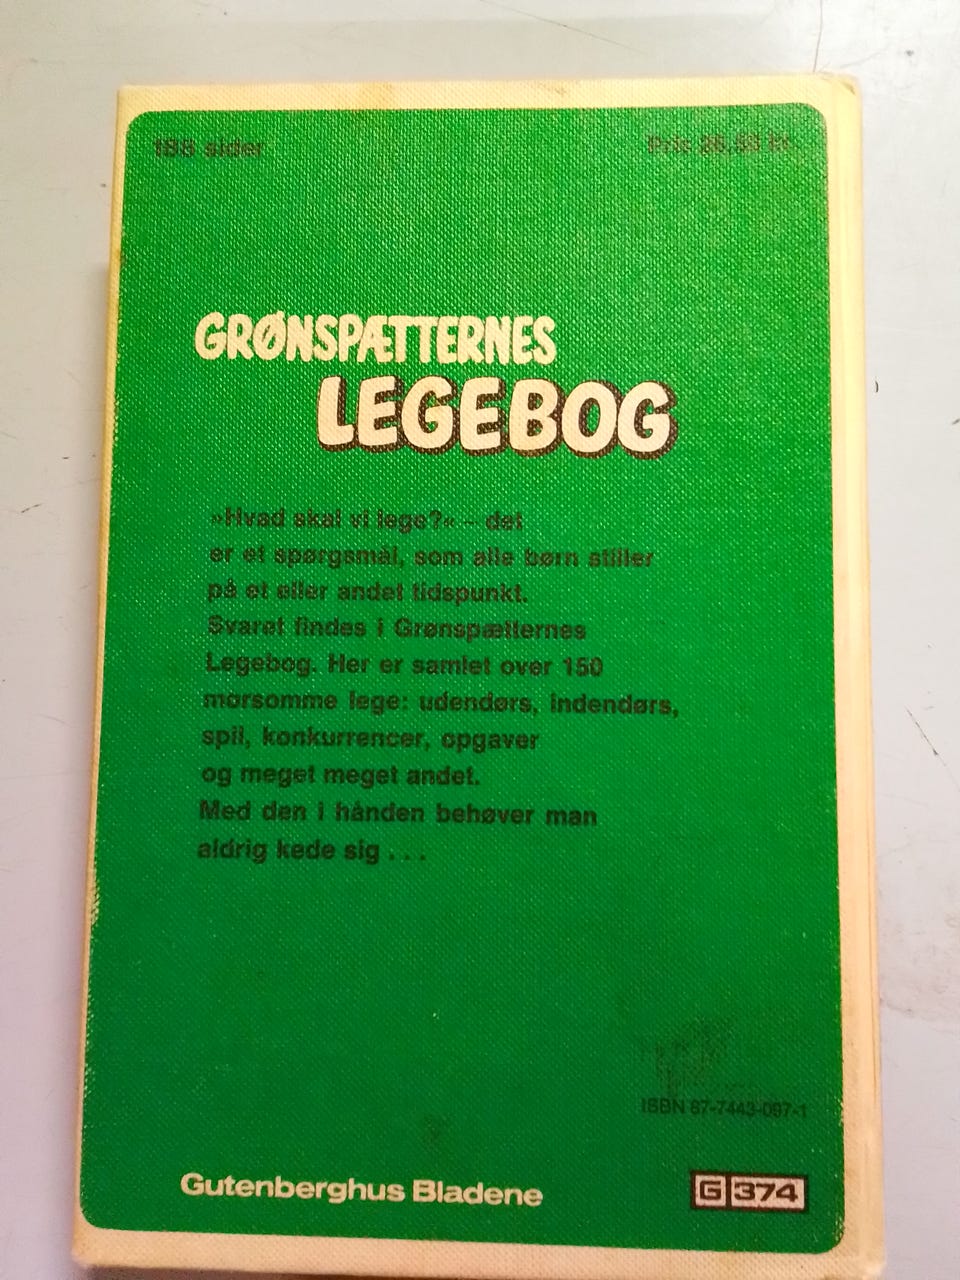 188 sider
Pris
GRØNSPÆTTERNES
LEGEBOG
»Hvad skal vi lege?« – det
er et spørgsmål, som alle børn stiller
på et eller andet tidspunkt.
Svaret findes i Grønspætternes
Legebog. Her er samlet over 150
morsomme lege: udendørs, indendørs,
spil, konkurrencer, opgaver
og meget meget andet.
Med den i hånden behøver man
aldrig kede sig . . .
ISBN 87-7443-097-1
Gutenberghus Bladene
G 374